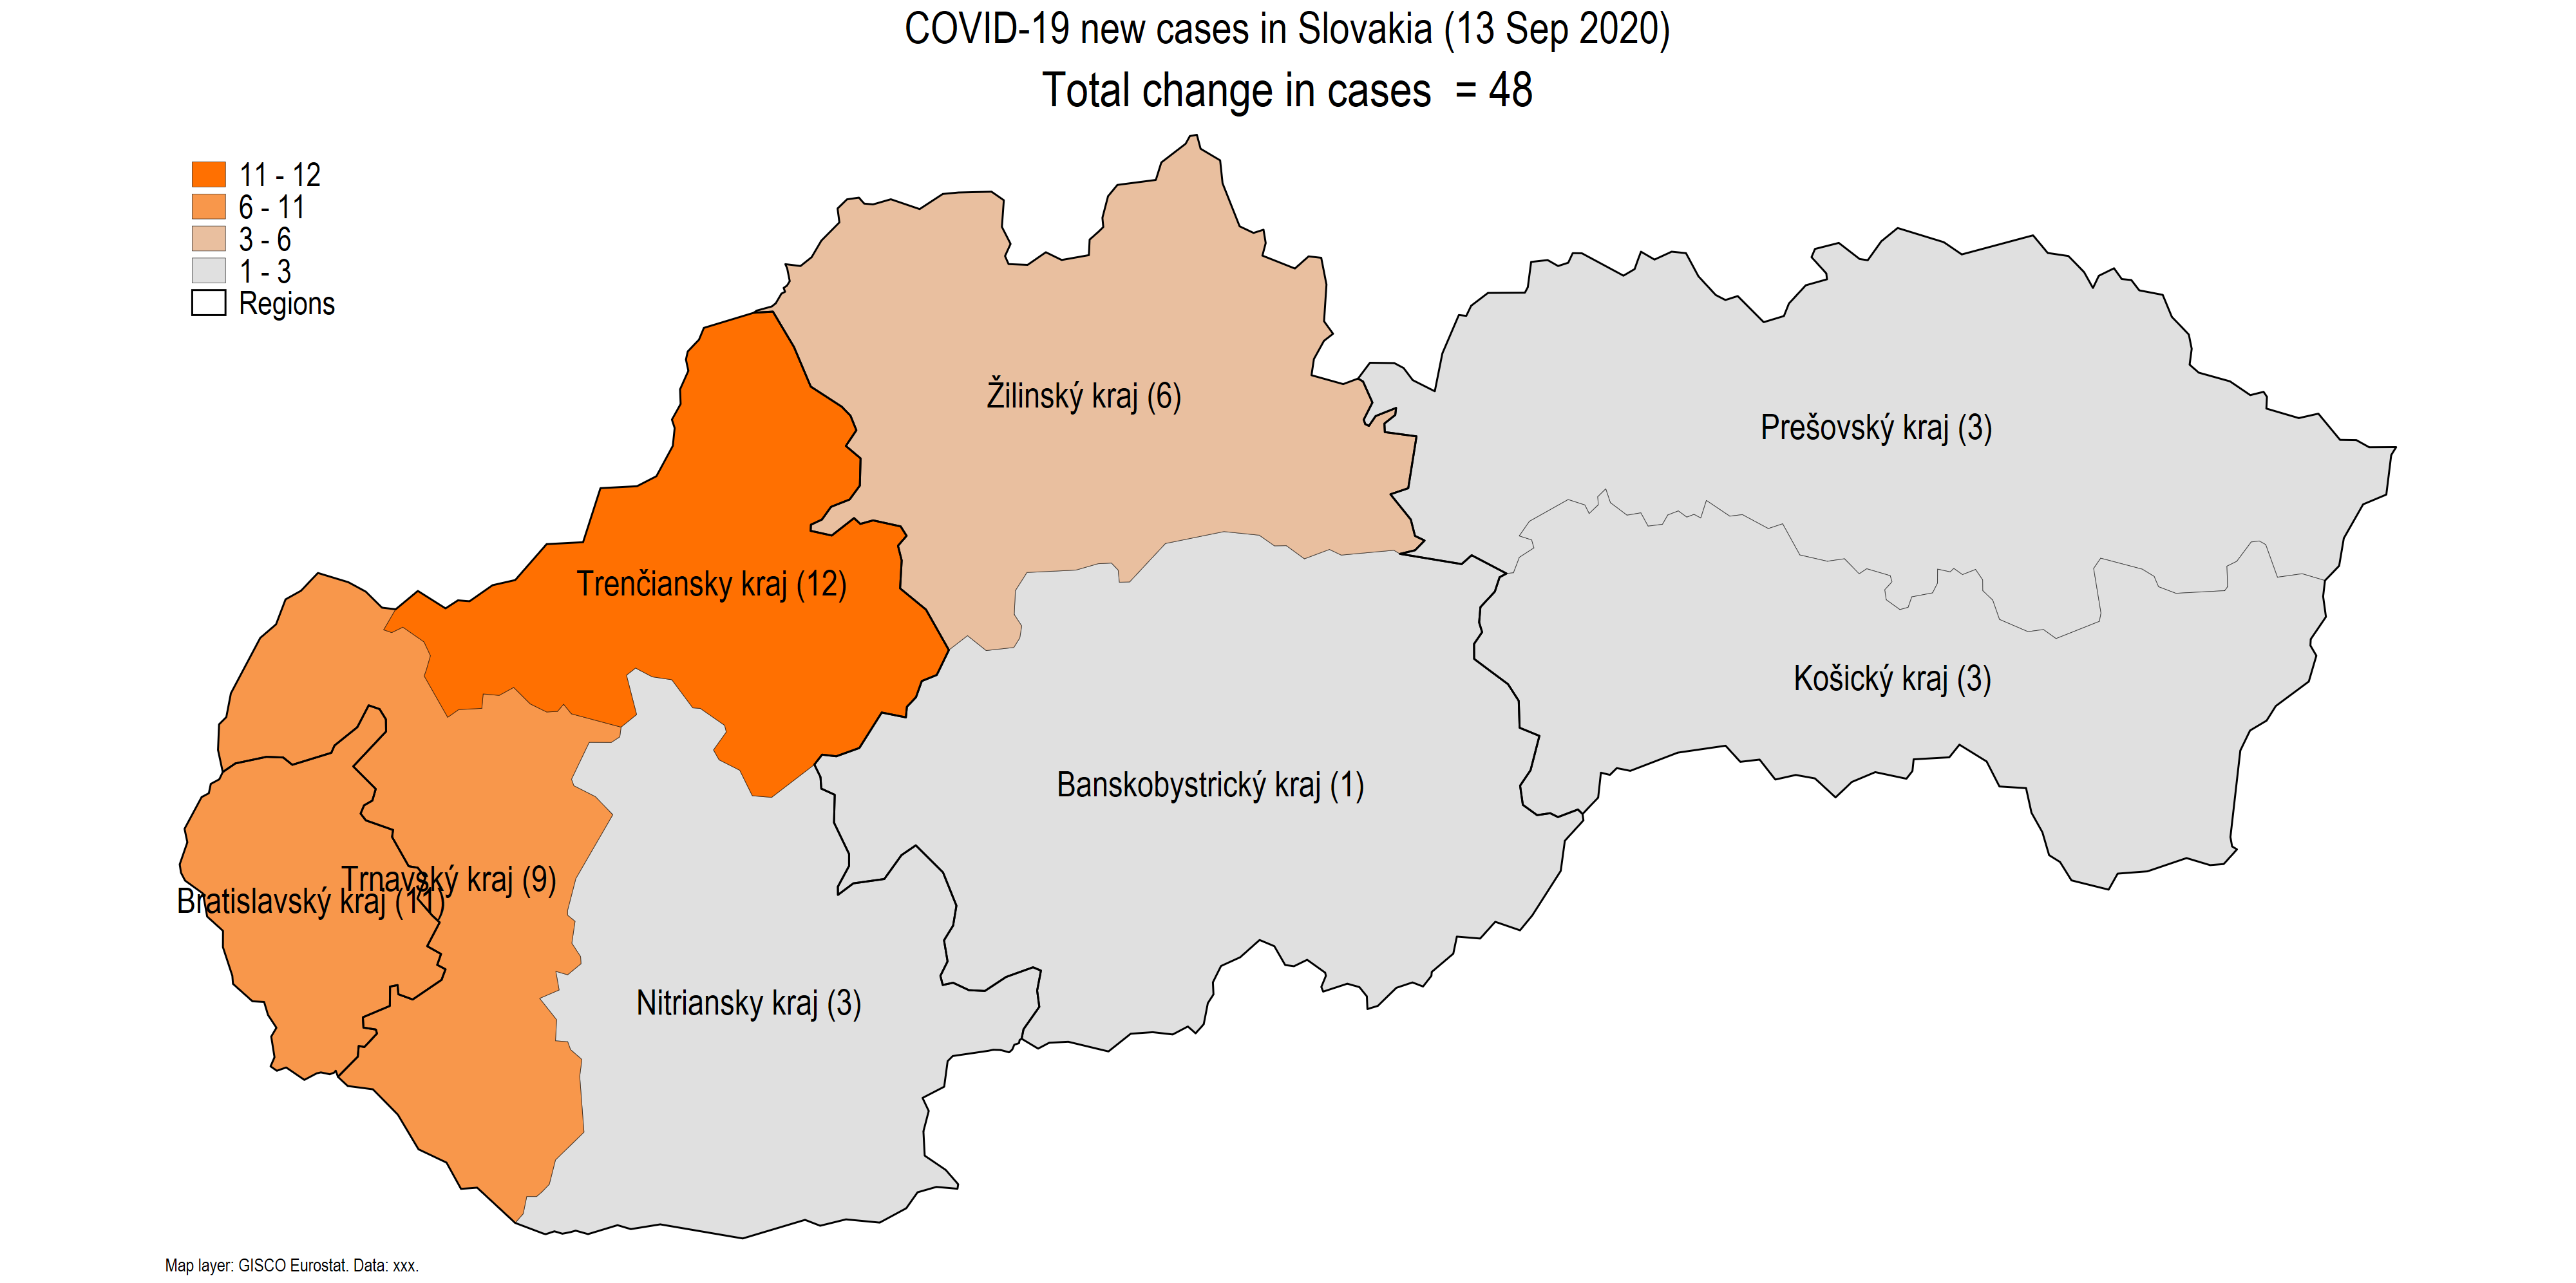 COVID-19 new cases in Slovakia (13 Sep 2020)
Total change in cases = 48
11 - 12
6 - 11
3 - 6
1 - 3
Regions
Žilinský kraj (6)
Prešovský kraj (3)
Trenčiansky kraj (12)
Košický kraj (3)
Banskobystrický kraj (1)
Trnavský kraj (9)
Bratislavský kraj (11)
Nitriansky kraj (3)
Map layer: GISCO Eurostat. Data: xxx.